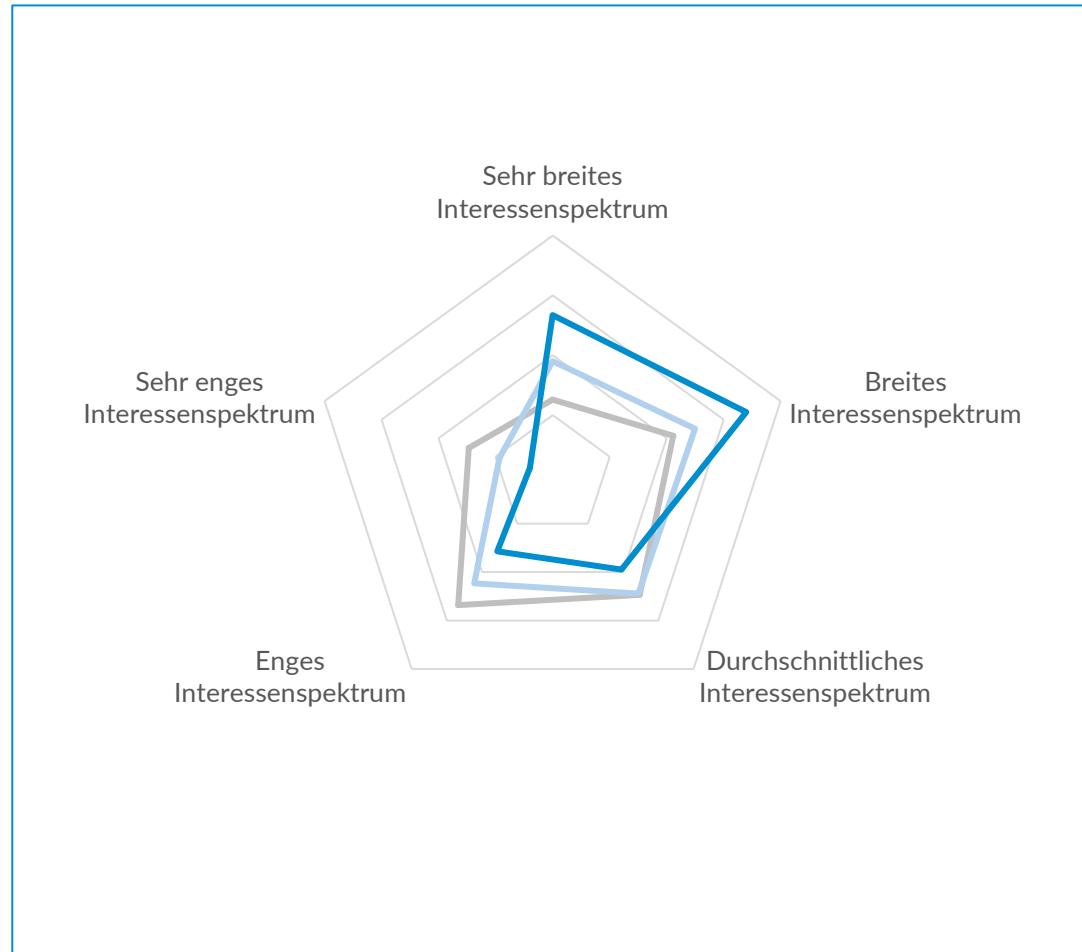 Sehr breites
Interessenspektrum
Sehr enges
Interessenspektrum
Breites
Interessenspektrum
Enges
Interessenspektrum
Durchschnittliches
Interessenspektrum